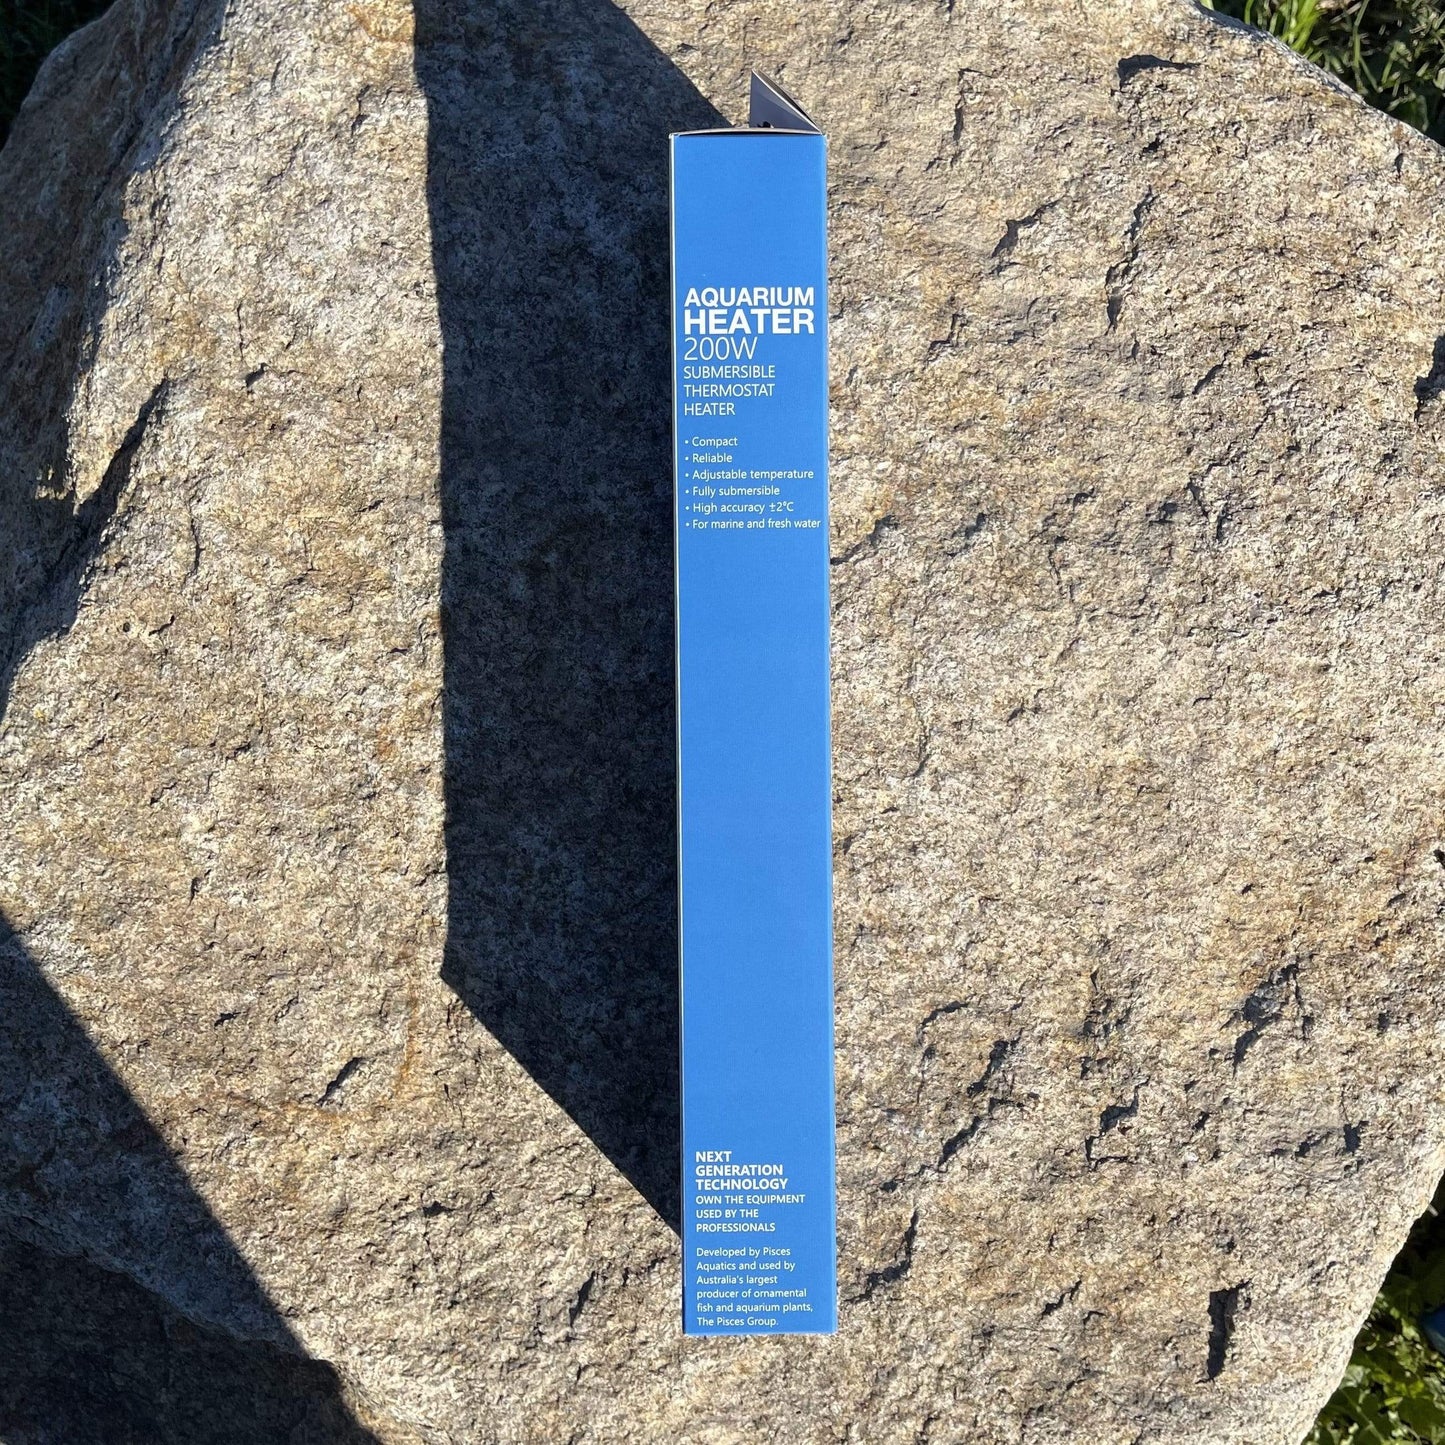 AQUARIUM
HEATER
200W
SUBMERSIBLE
THERMOSTAT
HEATER
• Compact
• Reliable
• Adjustable temperature
• Fully submersible
• High accuracy ±2°C
• For marine and fresh water
NEXT
GENERATION
TECHNOLOGY
OWN THE EQUIPMENT
USED BY THE
PROFESSIONALS
Developed by Pisces
Aquatics and used by
Australia's largest
producer of ornamental
fish and aquarium plants,
The Pisces Group.